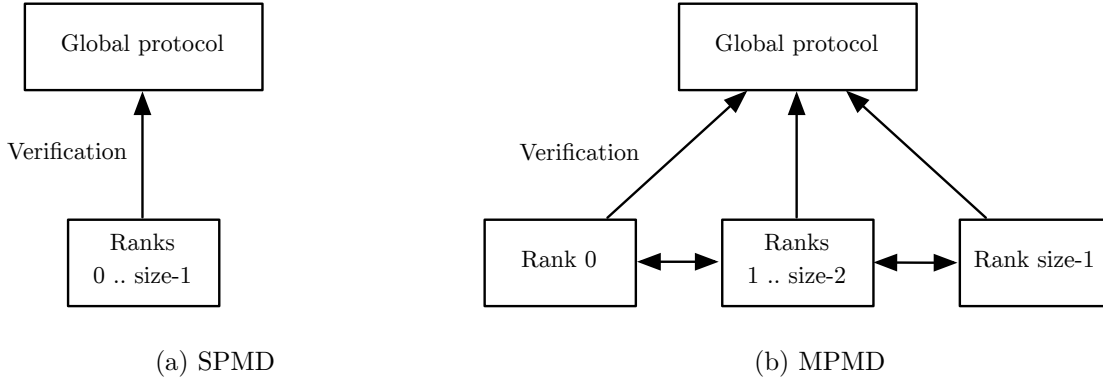 Global protocol
Verification
Ranks
0 .. size-1
(a) SPMD
Global protocol
Verification
Rank 0
Ranks
1 .. size-2
Rank size-1
(b) MPMD